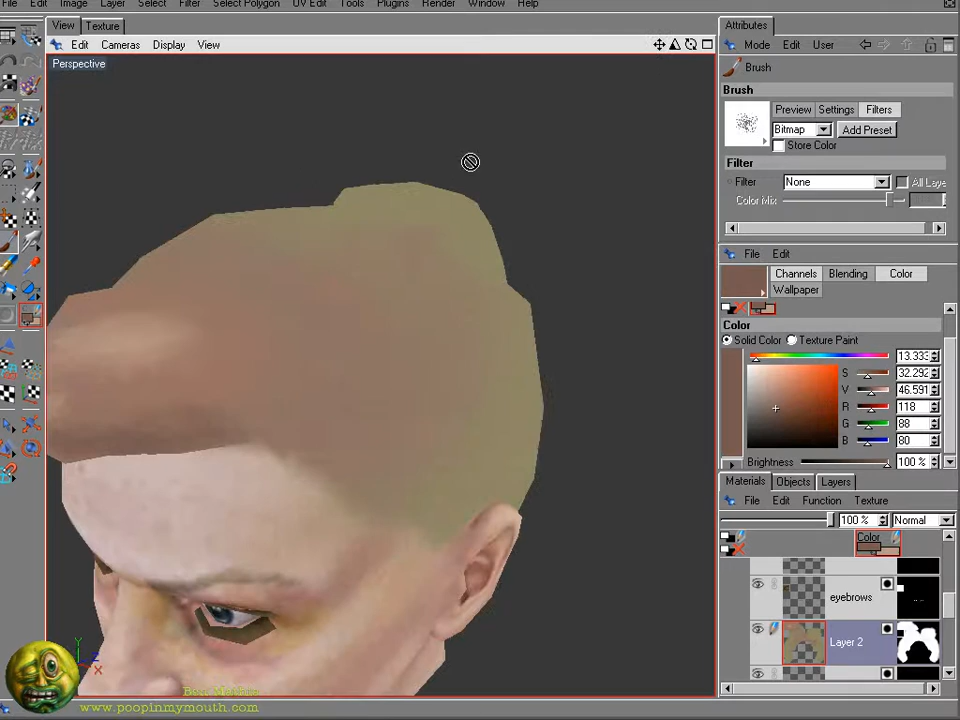 File Edit Image Layer Select Filter Select Polygon UV Edit Tools Plugins Render Window Help
View Texture
Edit Cameras Display View
Perspective
Attributes
Mode Edit User
Brush
Brush
Preview Settings Filters
Bitmap Add Preset
Store Color
Filter
Filter None All Laye
Color Mix
File Edit
Channels Blending Color
Wallpaper
Color
Solid Color Texture Paint
13.333
S 32.292
V 46.591
R 118
G 88
B 80
Brightness 100 %
Materials Objects Layers
File Edit Function Texture
100 % Normal
Color
eyebrows
Layer 2
Y
X
Ben Mathis
www.poopinmymouth.com